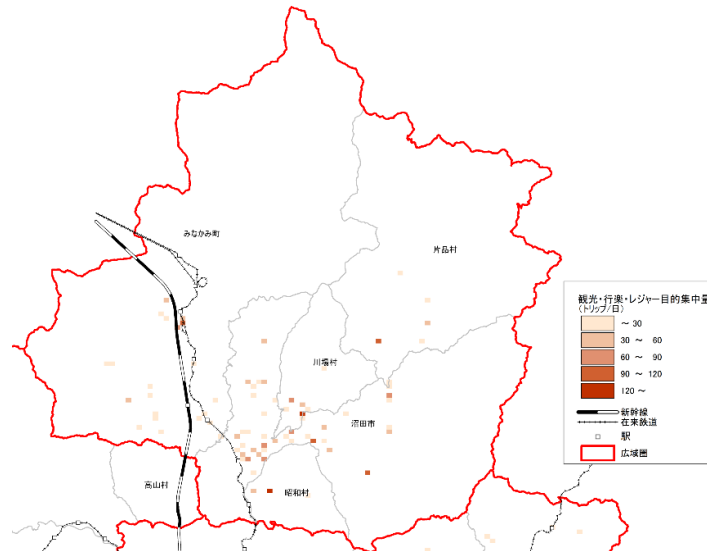 みなかみ町
片品村
川場村
沼田市
昭和村
高山村
観光・行楽・レジャー目的集中量
(トリップ/日)
～ 30
30 ～ 60
60 ～ 90
90 ～ 120
120 ～
新幹線
在来鉄道
駅
広域圏